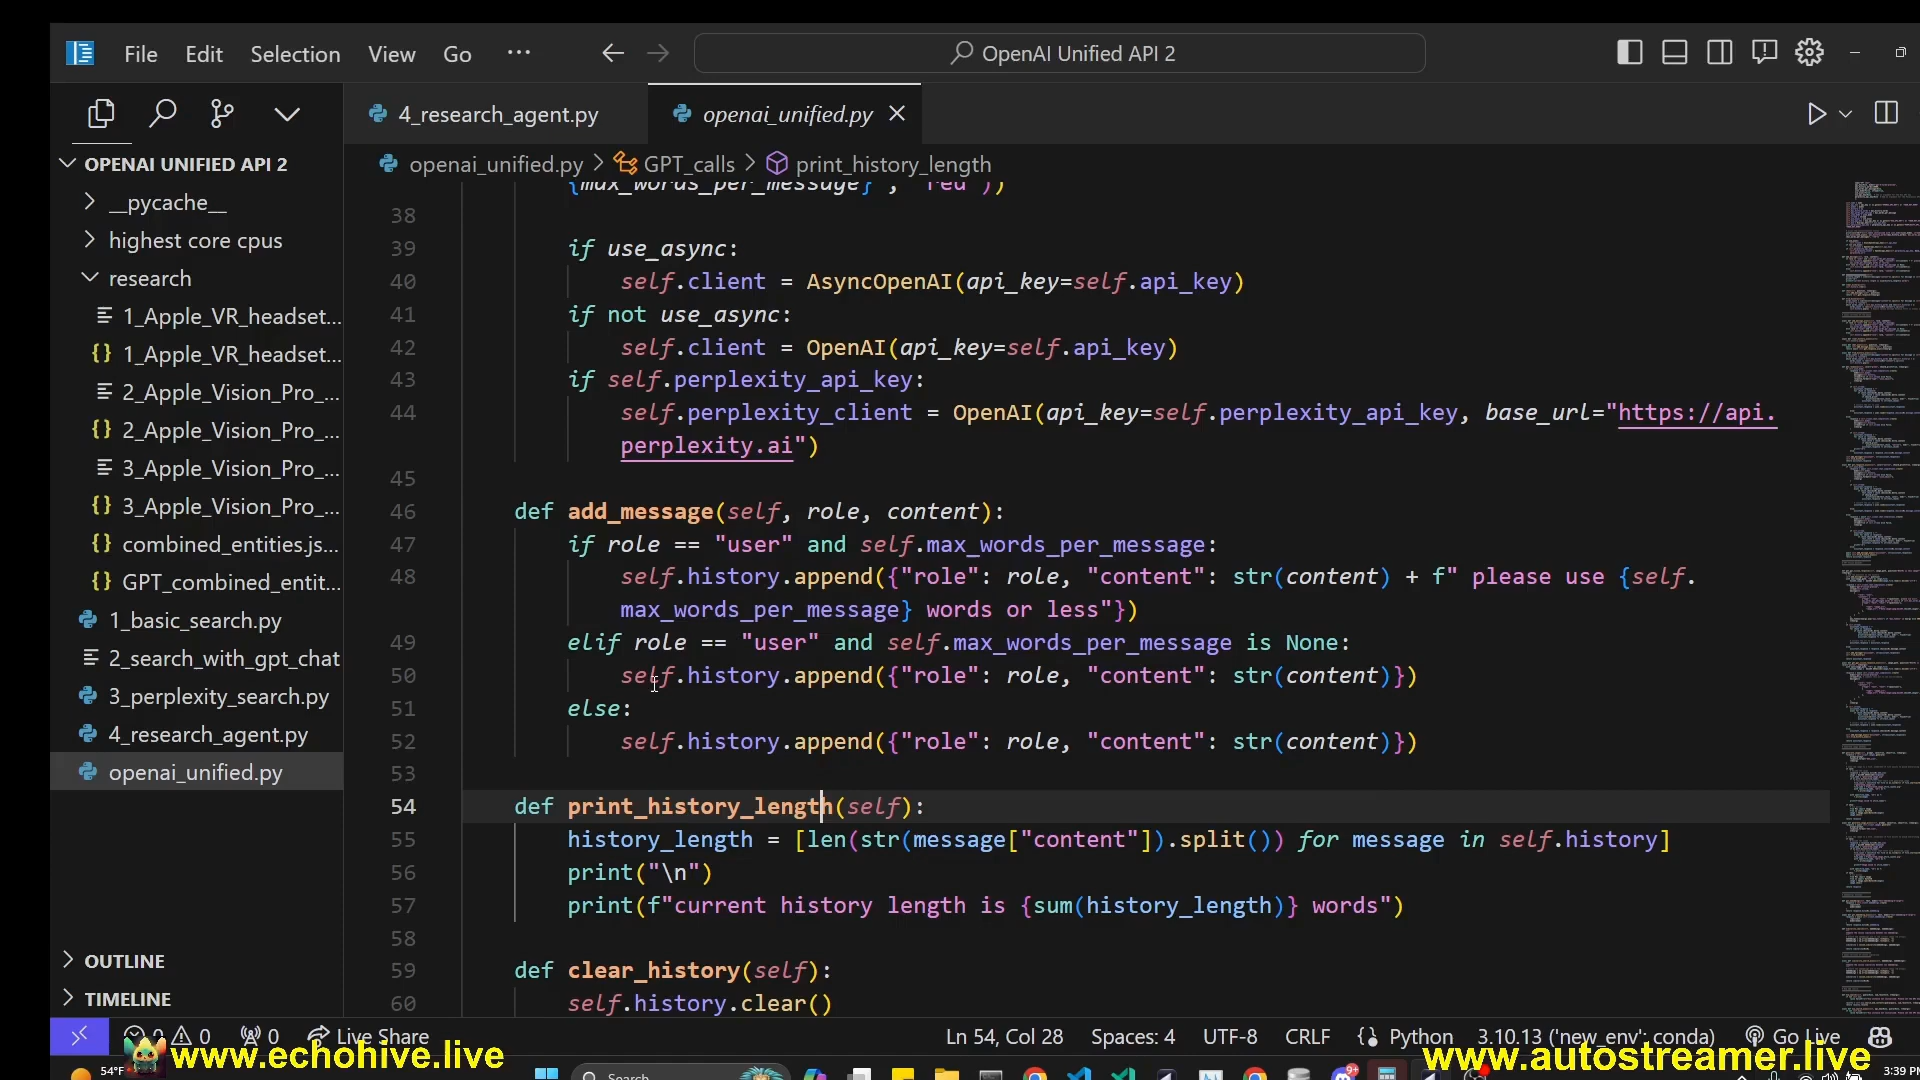 File Edit Selection View Go ··· OpenAI Unified API 2
4_research_agent.py openai_unified.py
OPENAI UNIFIED API 2
openai_unified.py > GPT_calls > print_history_length
__pycache__
highest core cpus
research
1_Apple_VR_headset...
1_Apple_VR_headset...
2_Apple_Vision_Pro_...
2_Apple_Vision_Pro_...
3_Apple_Vision_Pro_...
3_Apple_Vision_Pro_...
combined_entities.js...
GPT_combined_entit...
1_basic_search.py
2_search_with_gpt_chat
3_perplexity_search.py
4_research_agent.py
openai_unified.py
OUTLINE
TIMELINE
{max_words_per_message}", "red"))
38
39 if use_async:
40 self.client = AsyncOpenAI(api_key=self.api_key)
41 if not use_async:
42 self.client = OpenAI(api_key=self.api_key)
43 if self.perplexity_api_key:
44 self.perplexity_client = OpenAI(api_key=self.perplexity_api_key, base_url="https://api.
perplexity.ai")
45
46 def add_message(self, role, content):
47 if role == "user" and self.max_words_per_message:
48 self.history.append({"role": role, "content": str(content) + f" please use {self.
max_words_per_message} words or less"})
49 elif role == "user" and self.max_words_per_message is None:
50 self.history.append({"role": role, "content": str(content)})
51 else:
52 self.history.append({"role": role, "content": str(content)})
53
54 def print_history_length(self):
55 history_length = [len(str(message["content"]).split()) for message in self.history]
56 print("\n")
57 print(f"current history length is {sum(history_length)} words")
58
59 def clear_history(self):
60 self.history.clear()
0 0 0 Live Share Ln 54, Col 28 Spaces: 4 UTF-8 CRLF {} Python 3.10.13 ('new_env': conda) Go Live
www.echohive.live www.autostreamer.live
54°F Search 3:39 PM